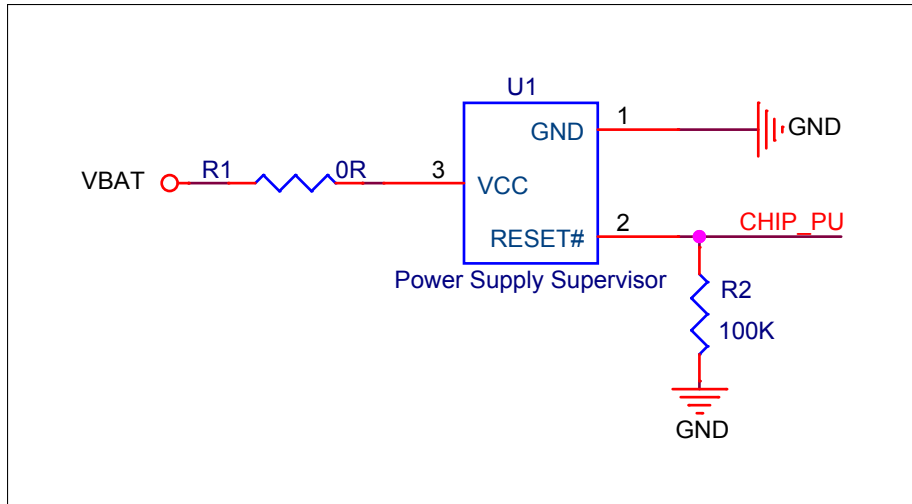 U1
1
GND
GND
VBAT
R1
0R
3
VCC
2
CHIP_PU
RESET#
Power Supply Supervisor
R2
100K
GND